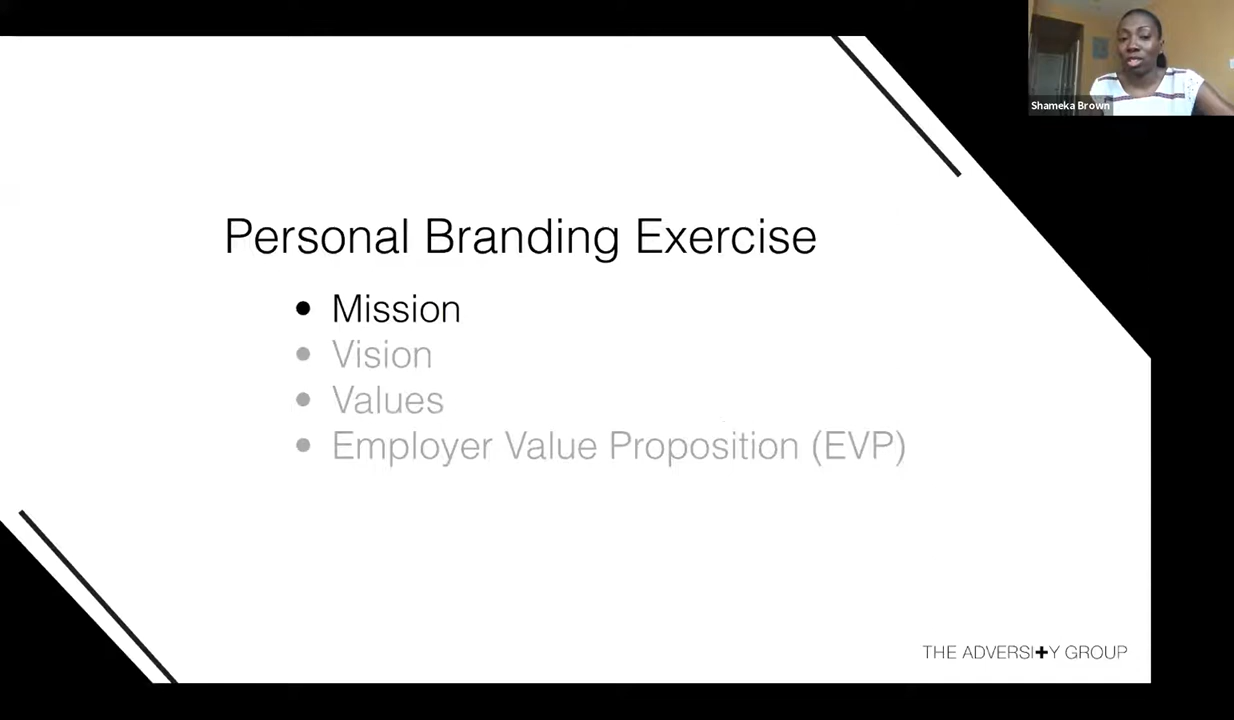 Shameka Brown
Personal Branding Exercise
• Mission
• Vision
• Values
• Employer Value Proposition (EVP)
THE ADVERSITY GROUP